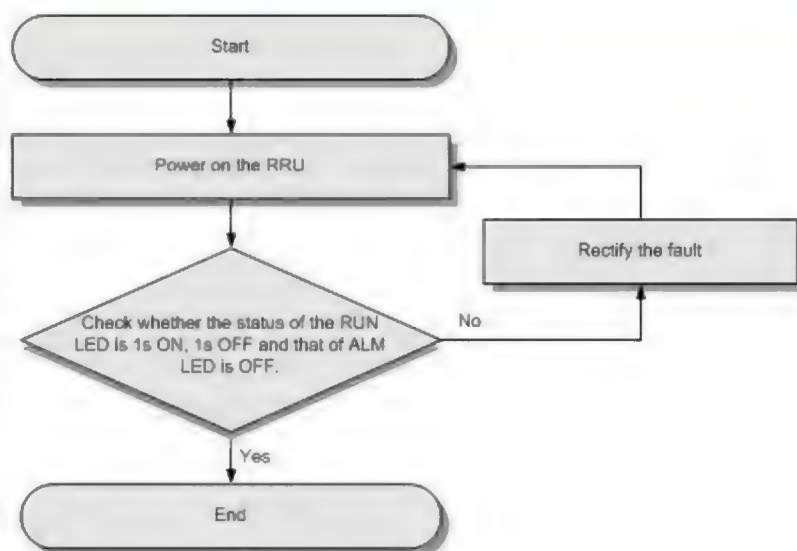 Start
Power on the RRU
Rectify the fault
Check whether the status of the RUN
LED is 1s ON, 1s OFF and that of ALM
LED is OFF.
No
Yes
End